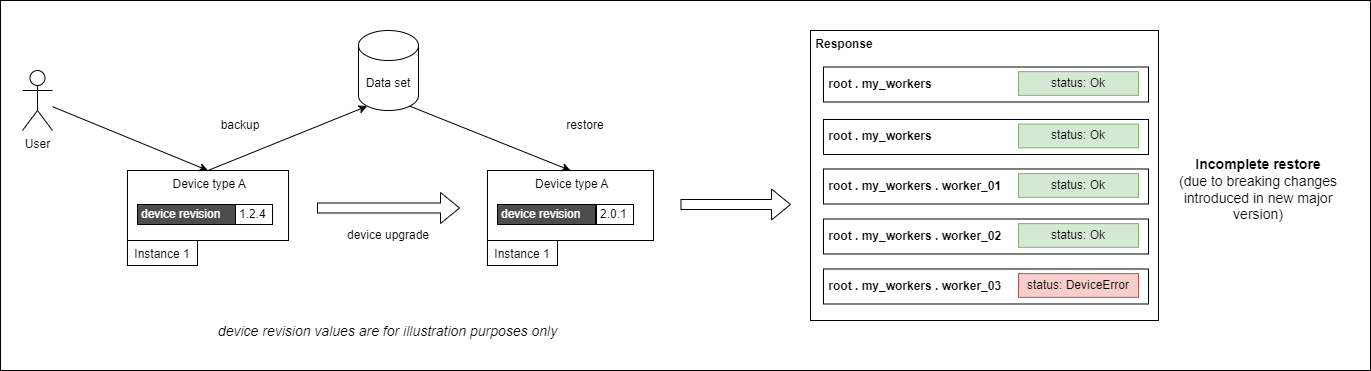 User
backup
Data set
restore
Device type A
device revision 1.2.4
Instance 1
device upgrade
Device type A
device revision 2.0.1
Instance 1
device revision values are for illustration purposes only
Response
root . my_workers status: Ok
root . my_workers status: Ok
root . my_workers . worker_01 status: Ok
root . my_workers . worker_02 status: Ok
root . my_workers . worker_03 status: DeviceError
Incomplete restore
(due to breaking changes
introduced in new major
version)